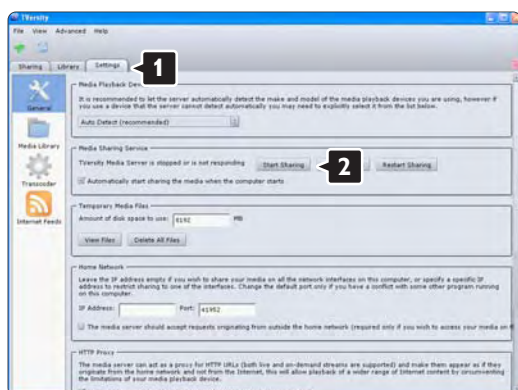 TVersity
File View Advanced Help
Sharing Library Settings
1
General
Media Library
Transcoder
Internet Feeds
Media Playback Device
It is recommended to let the server automatically detect the make and model of the media playback devices you are using, however if
you use a device that the server cannot detect automatically you may need to explicitly select it from the list below.
Auto Detect (recommended)
Media Sharing Service
TVersity Media Server is stopped or is not responding Start Sharing 2 Restart Sharing
Automatically start sharing the media when the computer starts
Temporary Media Files
Amount of disk space to use: 8192 MB
View Files Delete All Files
Home Network
Leave the IP address empty if you wish to share your media on all the network interfaces on this computer, or specify a specific IP
address to restrict sharing to one of the interfaces. Change the default port only if you have a conflict with some other program running
on this computer.
IP Address: Port: 41952
The media server should accept requests originating from outside the home network (required only if you wish to access your media on
HTTP Proxy
The media server can act as a proxy for HTTP URLs (both live and on-demand streams are supported) and make them appear as if they
originate from the home network and not from the Internet, this will allow playback of a wider range of Internet content by circumventing
the limitations of your media playback device.